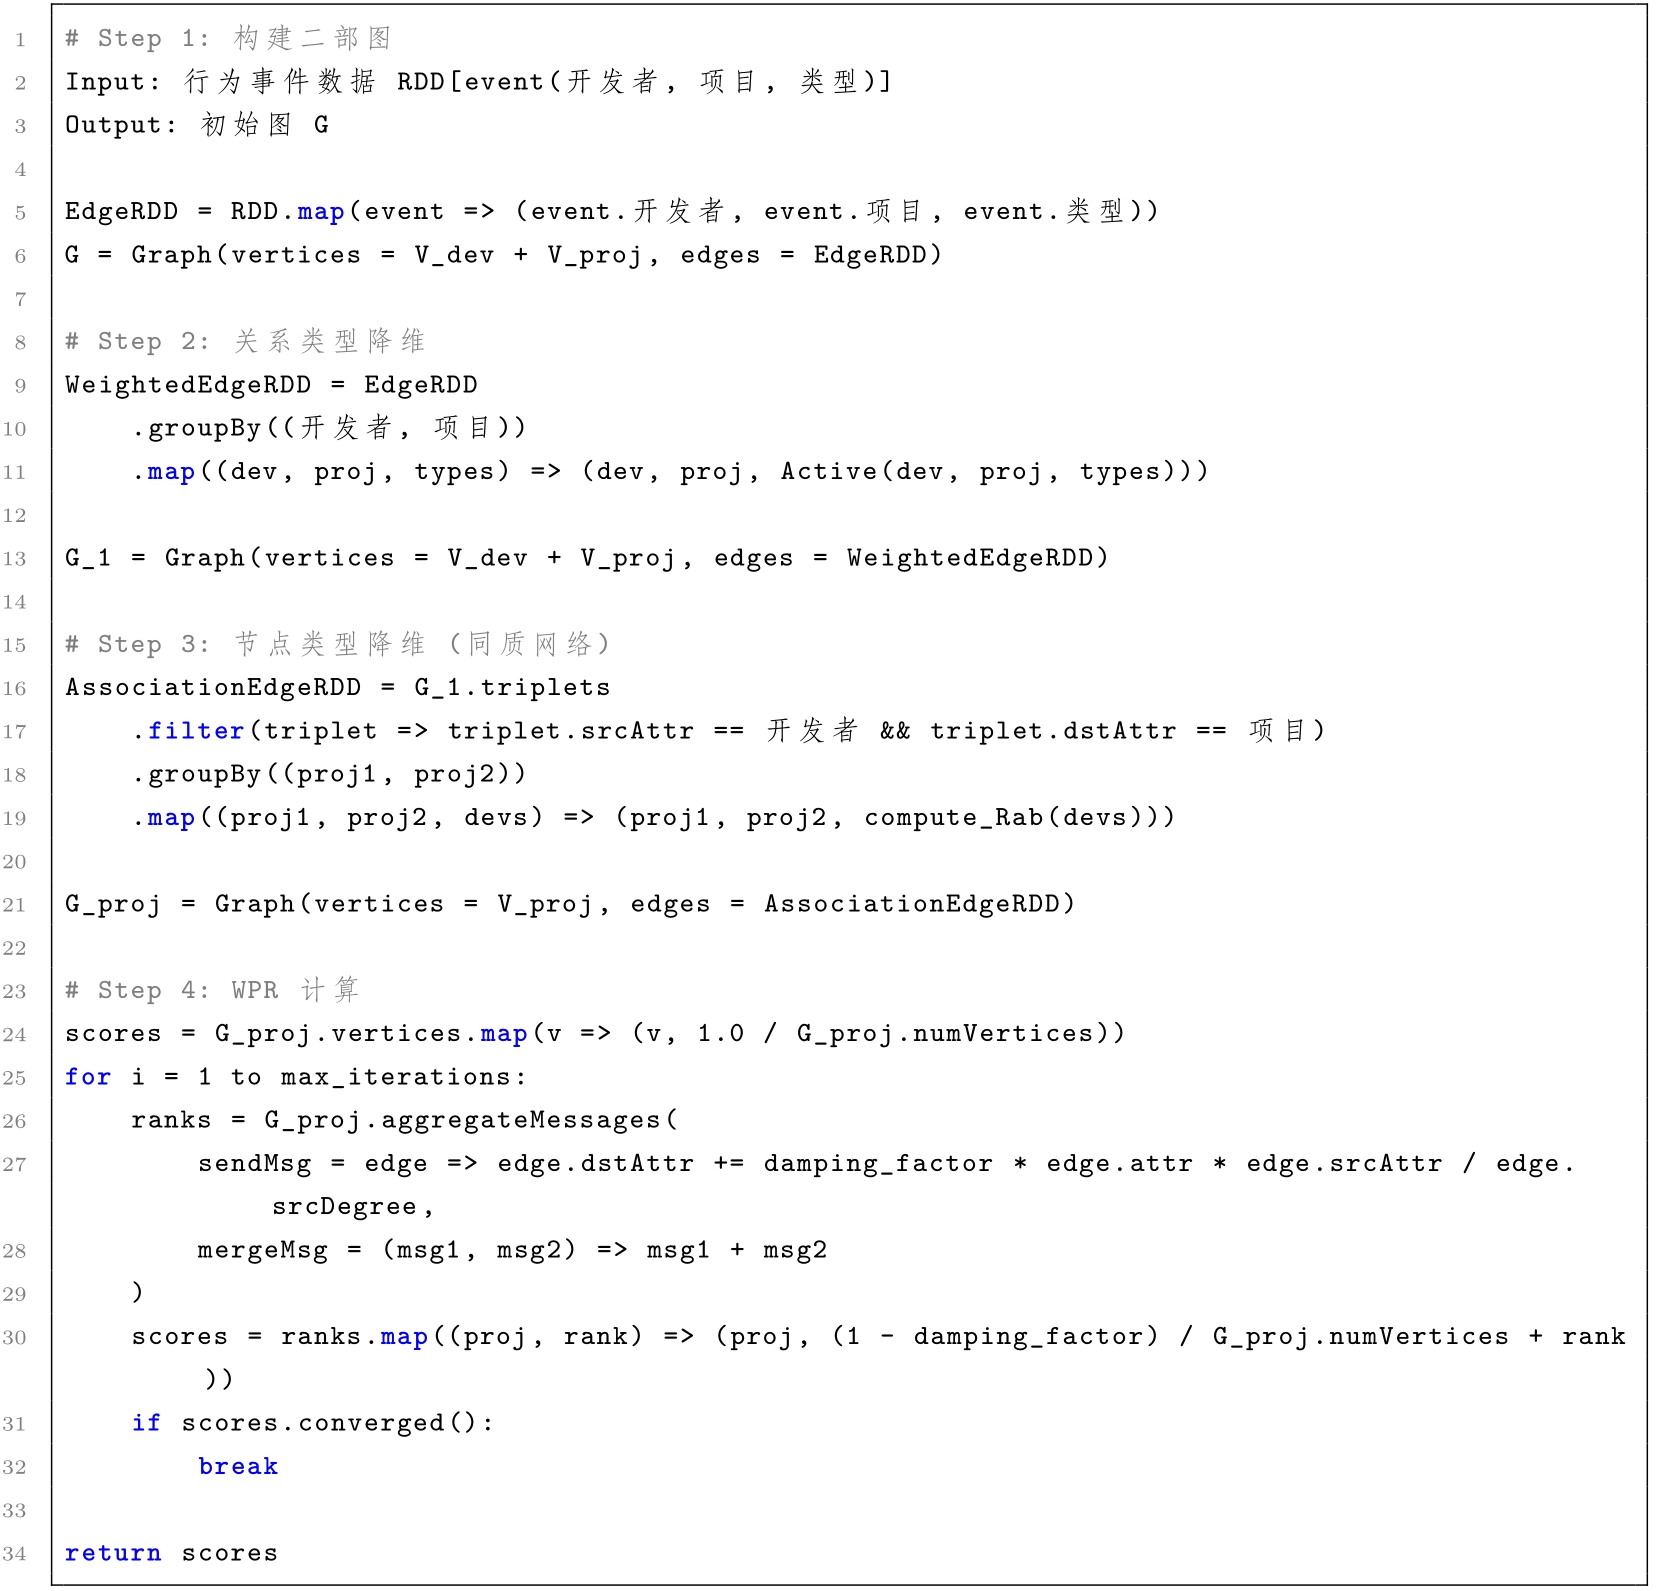 1 # Step 1: 构建二部图
2 Input: 行为事件数据 RDD[event(开发者, 项目, 类型)]
3 Output: 初始图 G
4
5 EdgeRDD = RDD.map(event => (event.开发者, event.项目, event.类型))
6 G = Graph(vertices = V_dev + V_proj, edges = EdgeRDD)
7
8 # Step 2: 关系类型降维
9 WeightedEdgeRDD = EdgeRDD
10     .groupBy((开发者, 项目))
11     .map((dev, proj, types) => (dev, proj, Active(dev, proj, types)))
12
13 G_1 = Graph(vertices = V_dev + V_proj, edges = WeightedEdgeRDD)
14
15 # Step 3: 节点类型降维 (同质网络)
16 AssociationEdgeRDD = G_1.triplets
17     .filter(triplet => triplet.srcAttr == 开发者 && triplet.dstAttr == 项目)
18     .groupBy((proj1, proj2))
19     .map((proj1, proj2, devs) => (proj1, proj2, compute_Rab(devs)))
20
21 G_proj = Graph(vertices = V_proj, edges = AssociationEdgeRDD)
22
23 # Step 4: WPR 计算
24 scores = G_proj.vertices.map(v => (v, 1.0 / G_proj.numVertices))
25 for i = 1 to max_iterations:
26     ranks = G_proj.aggregateMessages(
27         sendMsg = edge => edge.dstAttr += damping_factor * edge.attr * edge.srcAttr / edge.
srcDegree,
28         mergeMsg = (msg1, msg2) => msg1 + msg2
29     )
30     scores = ranks.map((proj, rank) => (proj, (1 - damping_factor) / G_proj.numVertices + rank
))
31     if scores.converged():
32         break
33
34 return scores